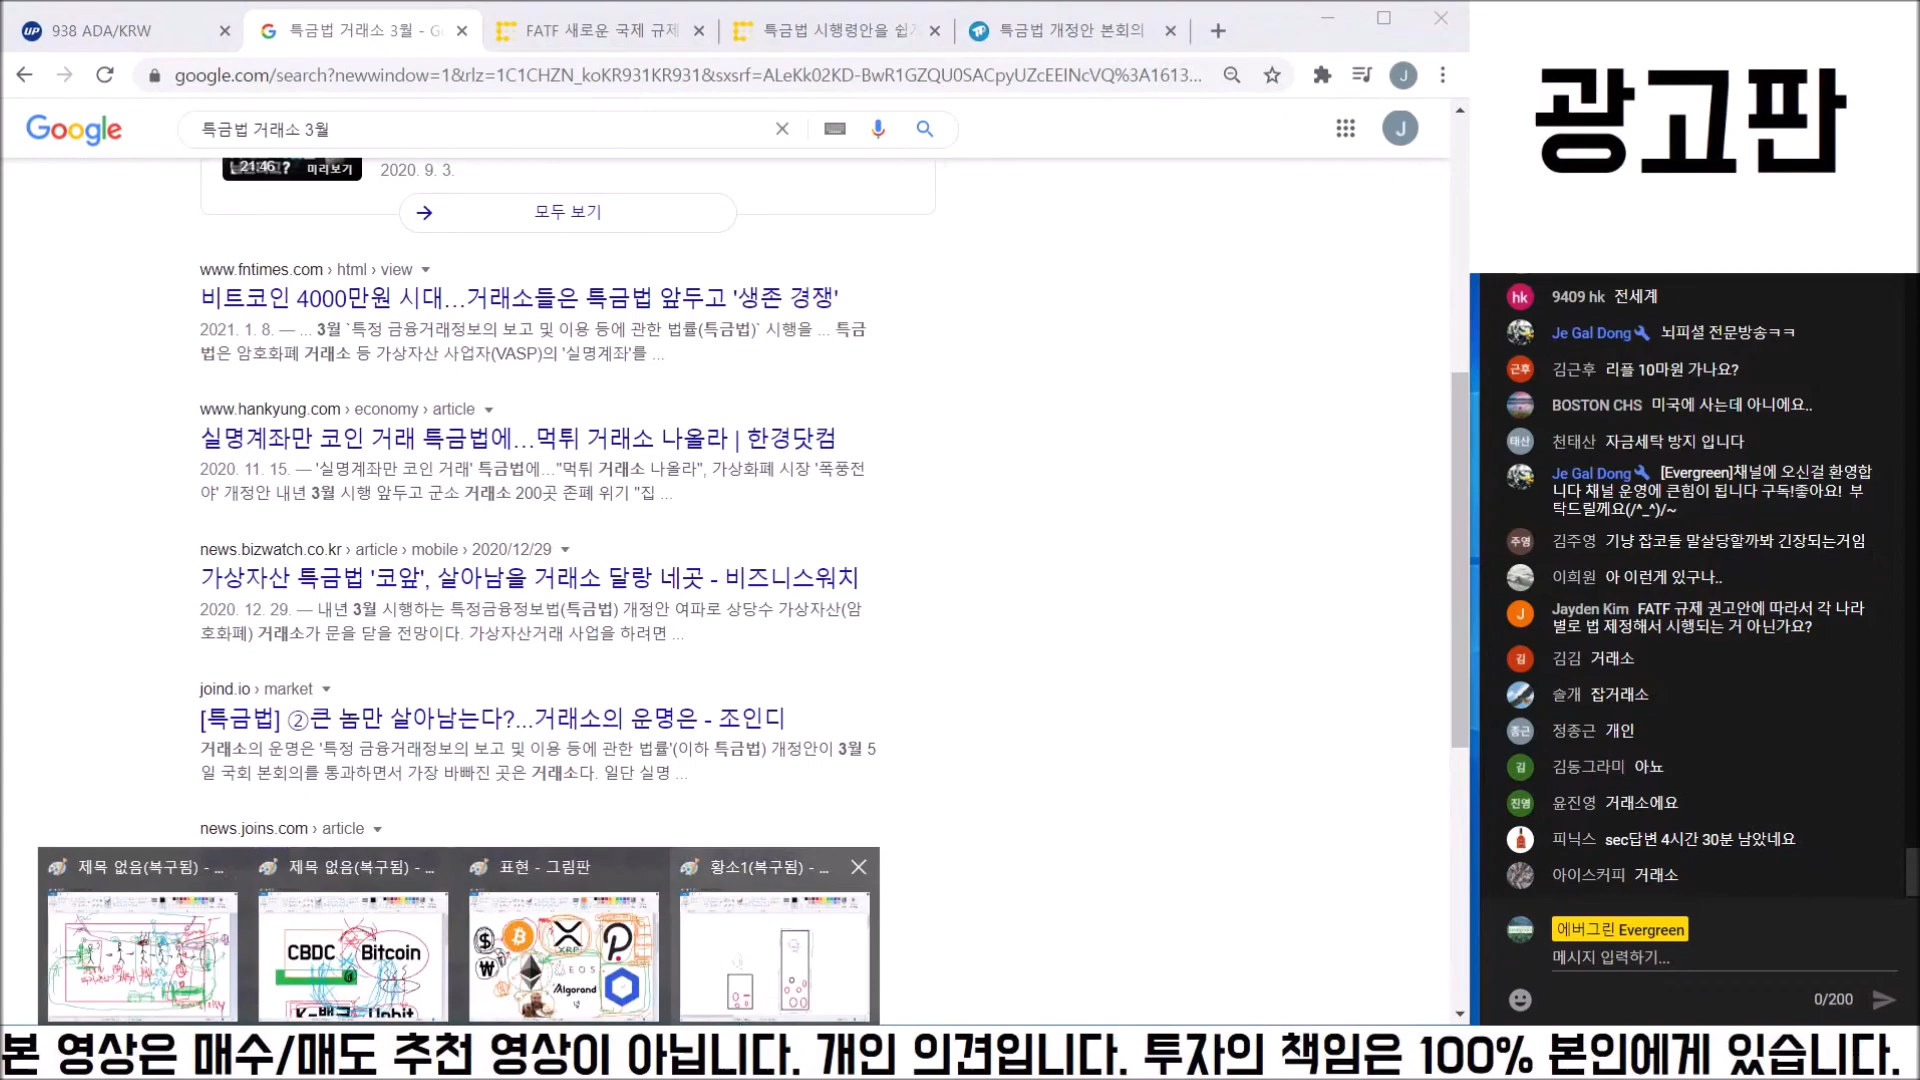 938 ADA/KRW
특금법 거래소 3월 - G
FATF 새로운 국제 규제
특금법 시행령안을 쉽
특금법 개정안 본회의
google.com/search?newwindow=1&rlz=1C1CHZN_koKR931KR931&sxsrf=ALeKk02KD-BwR1GZQU0SACpyUZcEEINcVQ%3A1613...
Google
특금법 거래소 3월
J
21:46
미리보기
2020. 9. 3.
모두 보기
www.fntimes.com › html › view
비트코인 4000만원 시대…거래소들은 특금법 앞두고 '생존 경쟁'
2021. 1. 8. — ... 3월 `특정 금융거래정보의 보고 및 이용 등에 관한 법률(특금법)` 시행을 ... 특금
법은 암호화폐 거래소 등 가상자산 사업자(VASP)의 '실명계좌'를 ...
www.hankyung.com › economy › article
실명계좌만 코인 거래 특금법에…먹튀 거래소 나올라 | 한경닷컴
2020. 11. 15. — '실명계좌만 코인 거래' 특금법에…"먹튀 거래소 나올라", 가상화폐 시장 '폭풍전
야' 개정안 내년 3월 시행 앞두고 군소 거래소 200곳 존폐 위기 "집 ...
news.bizwatch.co.kr › article › mobile › 2020/12/29
가상자산 특금법 '코앞', 살아남을 거래소 달랑 네곳 - 비즈니스워치
2020. 12. 29. — 내년 3월 시행하는 특정금융정보법(특금법) 개정안 여파로 상당수 가상자산(암
호화폐) 거래소가 문을 닫을 전망이다. 가상자산거래 사업을 하려면 ...
joind.io › market
[특금법] ②큰 놈만 살아남는다?...거래소의 운명은 - 조인디
거래소의 운명은 '특정 금융거래정보의 보고 및 이용 등에 관한 법률'(이하 특금법) 개정안이 3월 5
일 국회 본회의를 통과하면서 가장 바빠진 곳은 거래소다. 일단 실명 ...
news.joins.com › article
제목 없음(복구됨) - ...
제목 없음(복구됨) - ...
표현 - 그림판
황소1(복구됨) - ...
CBDC
Bitcoin
XRP
EOS
Algorand
광고판
9409 hk 전세계
Je Gal Dong 뇌피셜 전문방송ㅋㅋ
김근후 리플 10마원 가나요?
BOSTON CHS 미국에 사는데 아니에요..
천태산 자금세탁 방지 입니다
Je Gal Dong [Evergreen]채널에 오신걸 환영합
니다 채널 운영에 큰힘이 됩니다 구독!좋아요! 부
탁드릴께요(/^_^)/~
김주영 기냥 잡코들 말살당할까봐 긴장되는거임
이희원 아 이런게 있구나..
Jayden Kim FATF 규제 권고안에 따라서 각 나라
별로 법 제정해서 시행되는 거 아닌가요?
김김 거래소
슬개 잡거래소
정종근 개인
김동그라미 아뇨
윤진영 거래소에요
피닉스 sec답변 4시간 30분 남았네요
아이스커피 거래소
에버그린 Evergreen
메시지 입력하기...
0/200
본 영상은 매수/매도 추천 영상이 아닙니다. 개인 의견입니다. 투자의 책임은 100% 본인에게 있습니다.